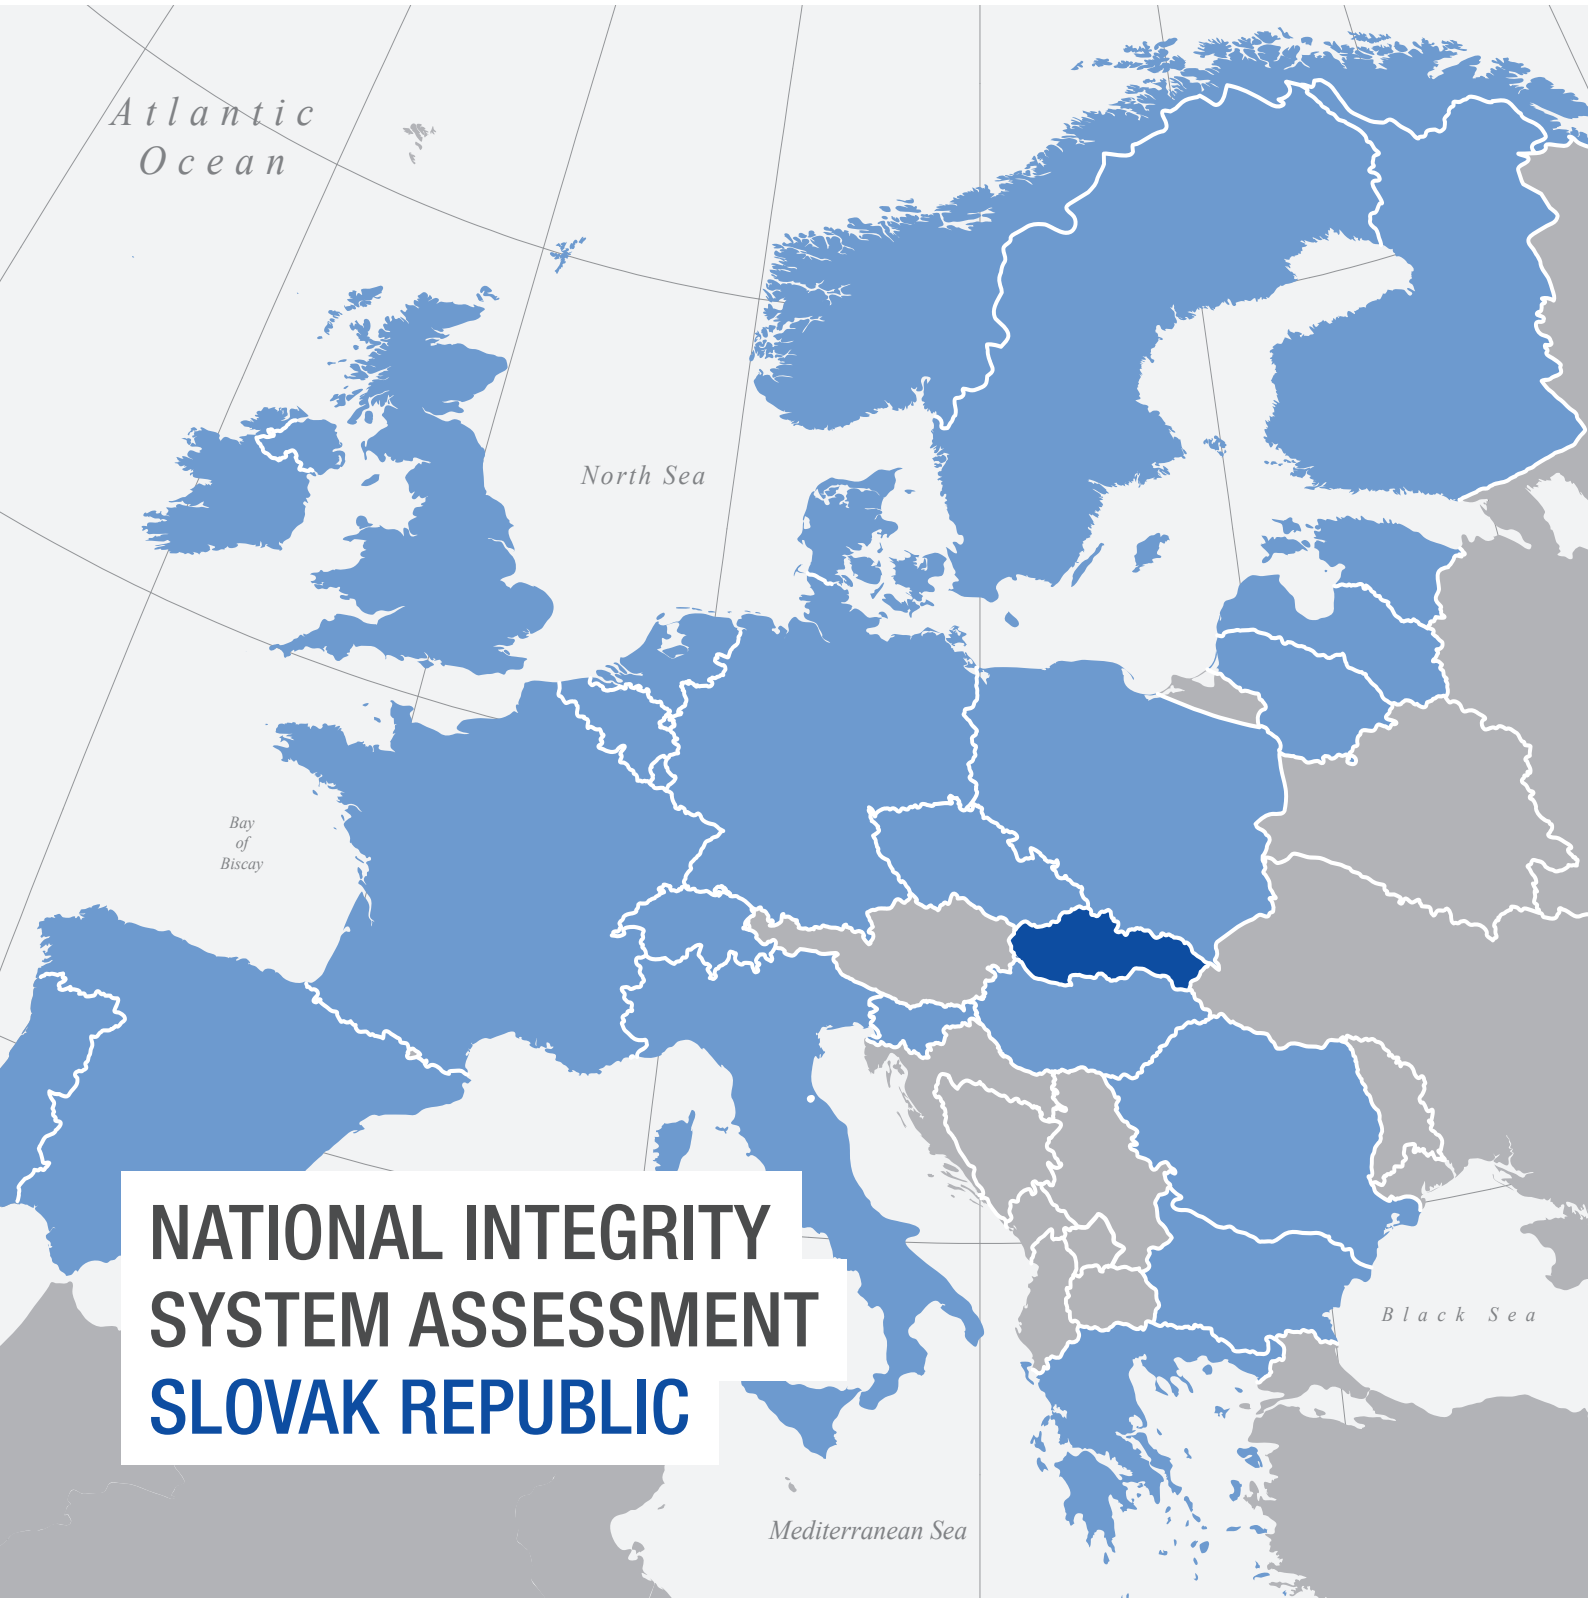 Atlantic
Ocean
North Sea
Bay
of
Biscay
NATIONAL INTEGRITY
SYSTEM ASSESSMENT
SLOVAK REPUBLIC
Black Sea
Mediterranean Sea